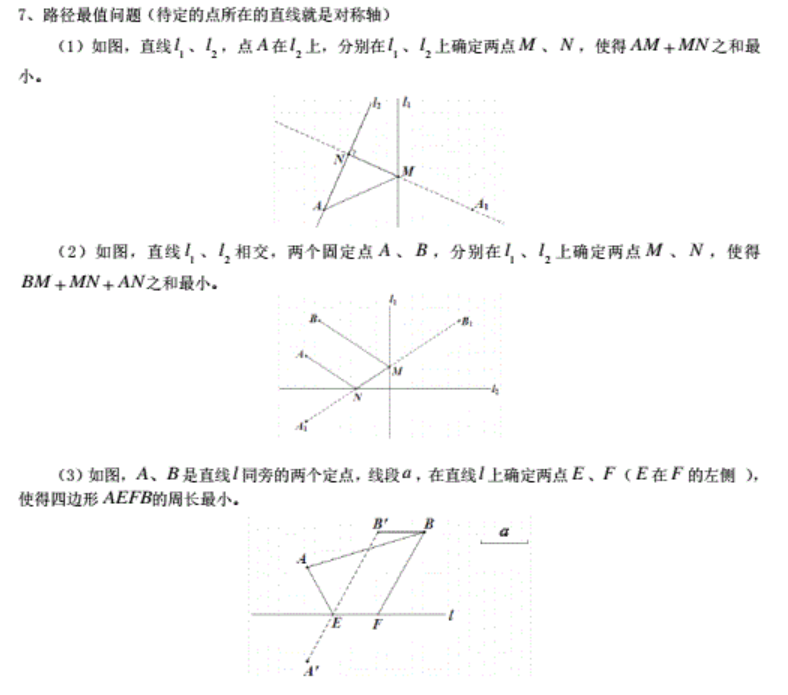 7、路径最值问题（待定的点所在的直线就是对称轴）
（1）如图，直线l₁、l₂，点A在l₂上，分别在l₁、l₂上确定两点M、N，使得AM+MN之和最
小。
l₂ l₁
N
M
A
A₁
（2）如图，直线l₁、l₂相交，两个固定点A、B，分别在l₁、l₂上确定两点M、N，使得
BM+MN+AN之和最小。
l₁
B
B₁
A
M
N
l₂
A₁
（3）如图，A、B是直线l同旁的两个定点，线段a，在直线l上确定两点E、F（E在F的左侧 ），
使得四边形AEFB的周长最小。
B′ B
a
A
E F l
A′